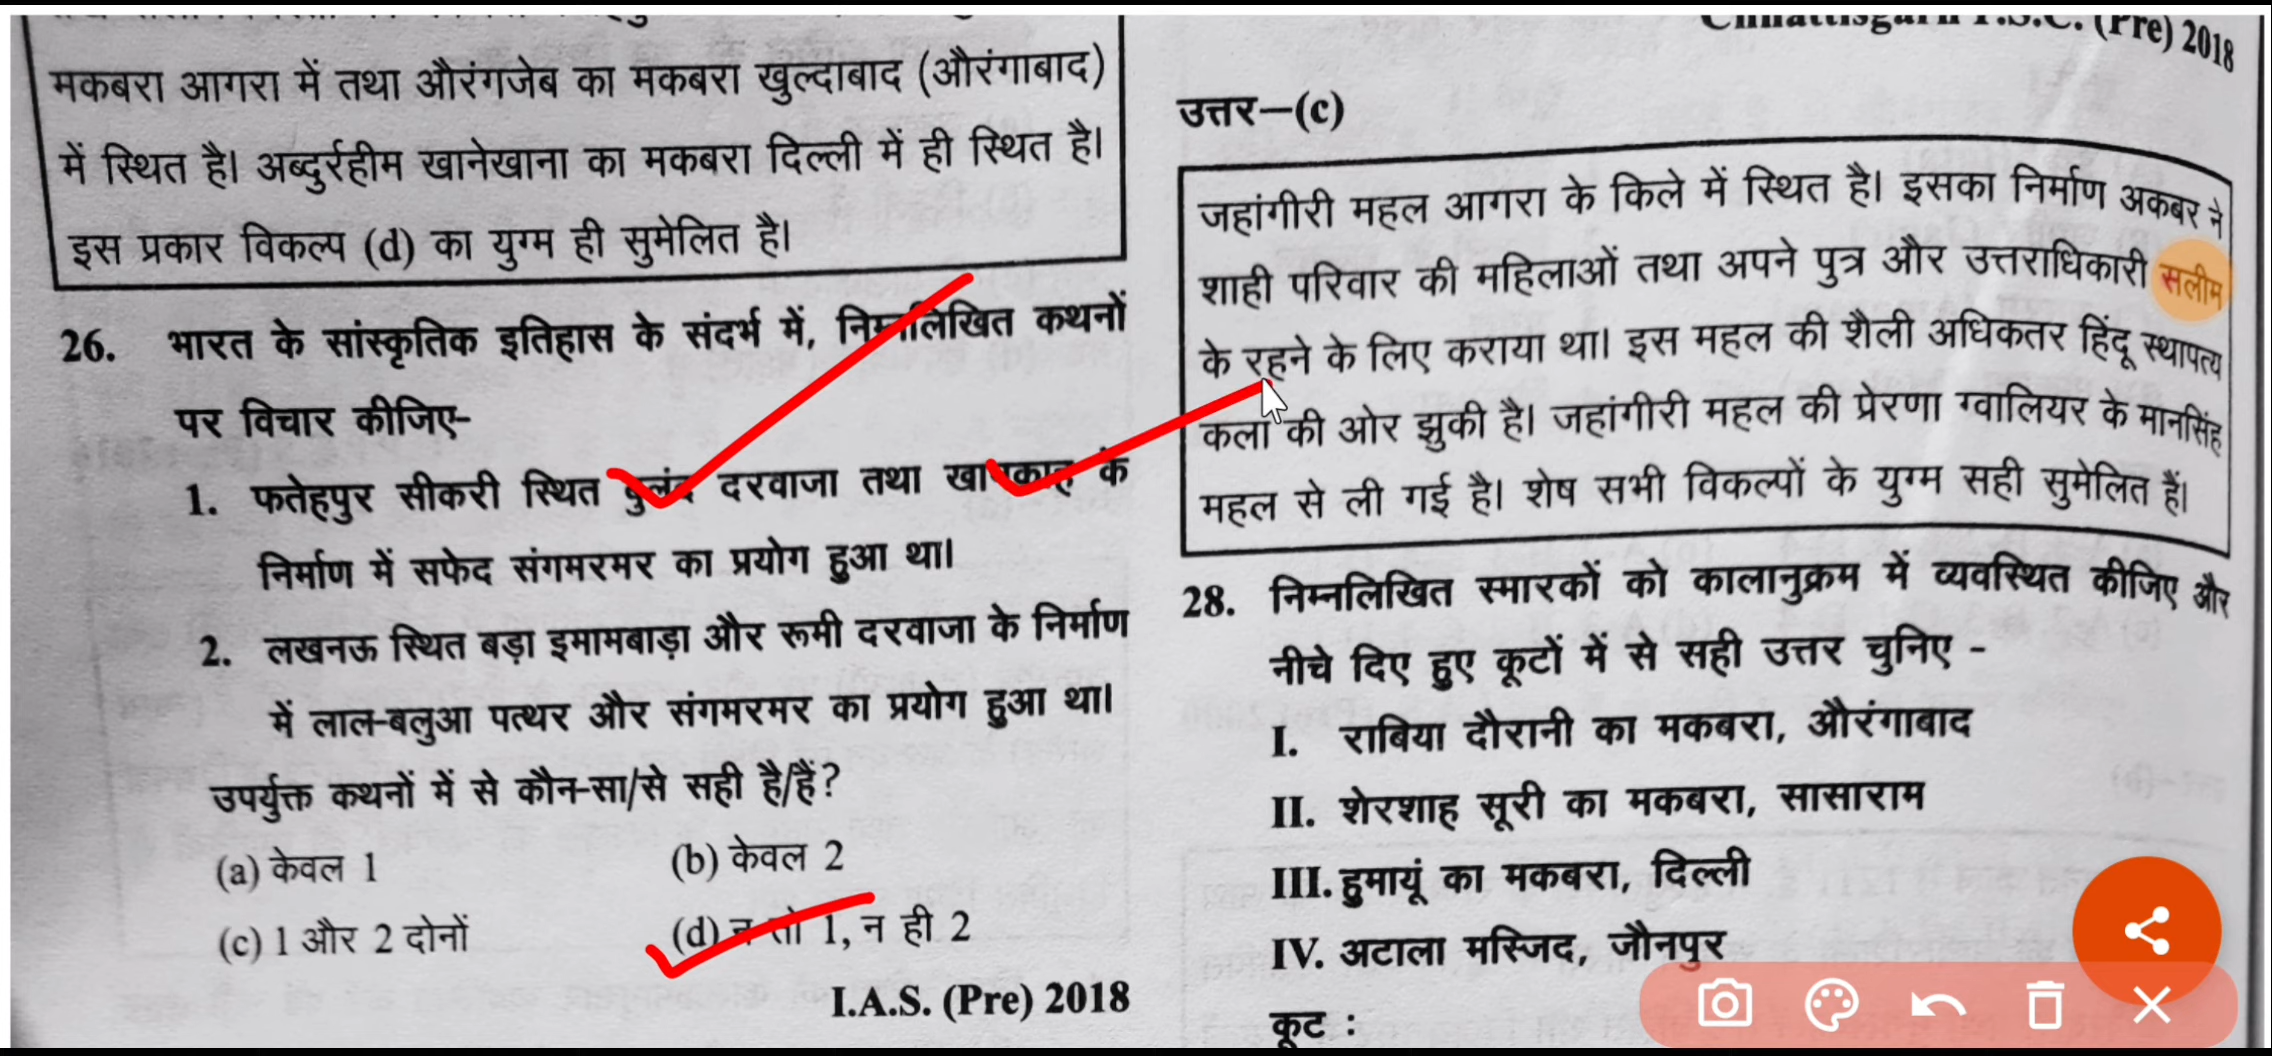 मकबरा आगरा में तथा औरंगजेब का मकबरा खुल्दाबाद (औरंगाबाद)
में स्थित है। अब्दुर्रहीम खानेखाना का मकबरा दिल्ली में ही स्थित है।
इस प्रकार विकल्प (d) का युग्म ही सुमेलित है।
26. भारत के सांस्कृतिक इतिहास के संदर्भ में, निम्नलिखित कथनों
पर विचार कीजिए-
1. फतेहपुर सीकरी स्थित बुलंद दरवाजा तथा खानकाह के
निर्माण में सफेद संगमरमर का प्रयोग हुआ था।
2. लखनऊ स्थित बड़ा इमामबाड़ा और रूमी दरवाजा के निर्माण
में लाल-बलुआ पत्थर और संगमरमर का प्रयोग हुआ था।
उपर्युक्त कथनों में से कौन-सा/से सही है/हैं?
(a) केवल 1 (b) केवल 2
(c) 1 और 2 दोनों (d) न तो 1, न ही 2
I.A.S. (Pre) 2018
Chhattisgarh P.S.C. (Pre) 2018
उत्तर—(c)
जहांगीरी महल आगरा के किले में स्थित है। इसका निर्माण अकबर ने
शाही परिवार की महिलाओं तथा अपने पुत्र और उत्तराधिकारी सलीम
के रहने के लिए कराया था। इस महल की शैली अधिकतर हिंदू स्थापत्य
कला की ओर झुकी है। जहांगीरी महल की प्रेरणा ग्वालियर के मानसिंह
महल से ली गई है। शेष सभी विकल्पों के युग्म सही सुमेलित हैं।
28. निम्नलिखित स्मारकों को कालानुक्रम में व्यवस्थित कीजिए और
नीचे दिए हुए कूटों में से सही उत्तर चुनिए -
I. राबिया दौरानी का मकबरा, औरंगाबाद
II. शेरशाह सूरी का मकबरा, सासाराम
III. हुमायूं का मकबरा, दिल्ली
IV. अटाला मस्जिद, जौनपुर
कूट :